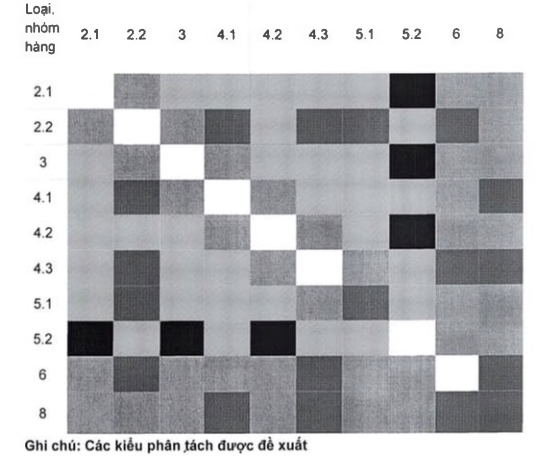 Loại,
nhóm
hàng
2.1 2.2 3 4.1 4.2 4.3 5.1 5.2 6 8
2.1
2.2
3
4.1
4.2
4.3
5.1
5.2
6
8
Ghi chú: Các kiểu phân tách được đề xuất